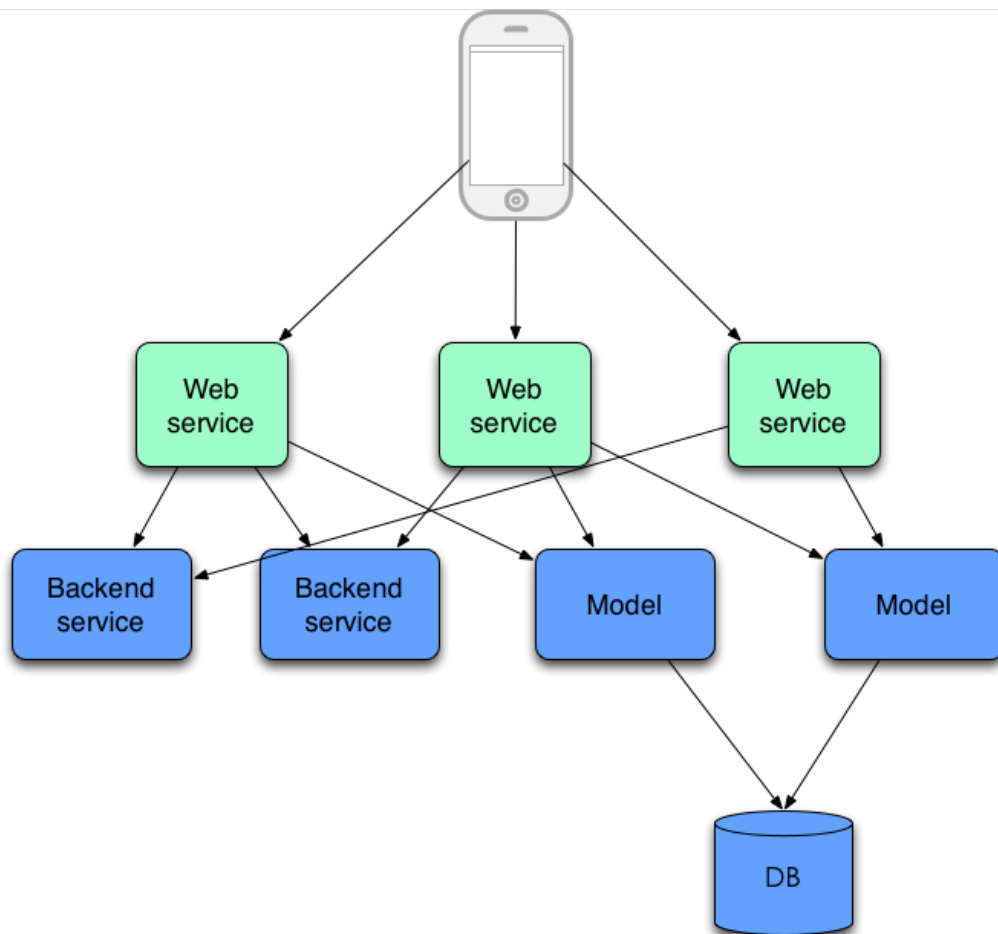 Web
service
Web
service
Web
service
Backend
service
Backend
service
Model
Model
DB